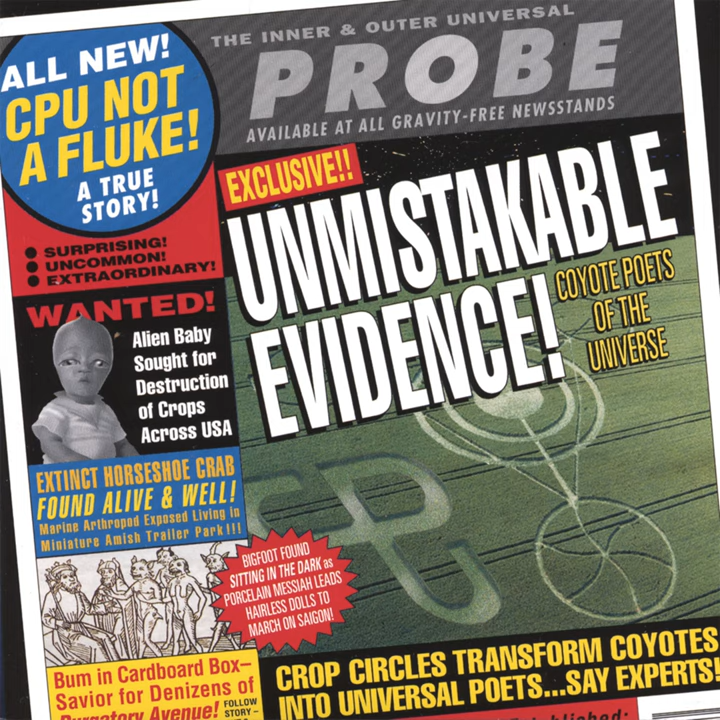 THE INNER & OUTER UNIVERSAL
PROBE
AVAILABLE AT ALL GRAVITY-FREE NEWSSTANDS
ALL NEW!
CPU NOT
A FLUKE!
A TRUE
STORY!
SURPRISING!
UNCOMMON!
EXTRAORDINARY!
EXCLUSIVE!!
UNMISTAKABLE
EVIDENCE!
COYOTE POETS
OF THE
UNIVERSE
WANTED!
Alien Baby
Sought for
Destruction
of Crops
Across USA
EXTINCT HORSESHOE CRAB
FOUND ALIVE & WELL!
Marine Arthropod Exposed Living in
Miniature Amish Trailer Park!!!
BIGFOOT FOUND
SITTING IN THE DARK as
PORCELAIN MESSIAH LEADS
HAIRLESS DOLLS TO
MARCH ON SAIGON!
Bum in Cardboard Box–
Savior for Denizens of
Purgatory Avenue!
FOLLOW
STORY –
CROP CIRCLES TRANSFORM COYOTES
INTO UNIVERSAL POETS...SAY EXPERTS!